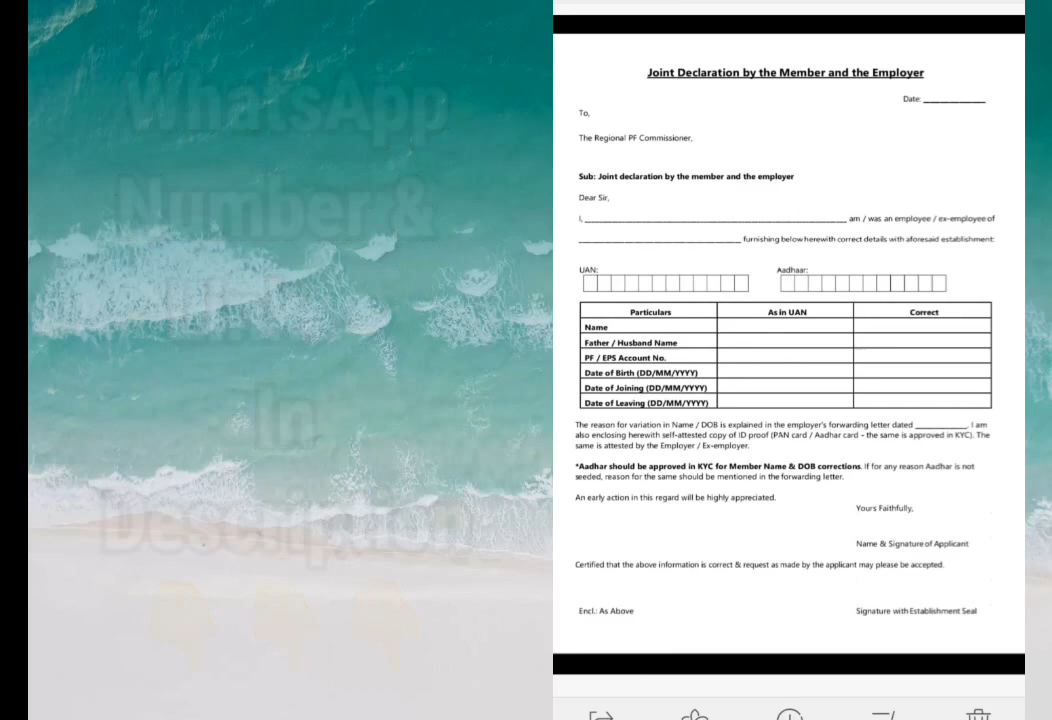 WhatsApp
Number &
In
Description
Joint Declaration by the Member and the Employer
Date: ______________
To,
The Regional PF Commissioner,
Sub: Joint declaration by the member and the employer
Dear Sir,
I, ______________________________ am / was an employee / ex-employee of
______________________________ furnishing below herewith correct details with aforesaid establishment:
UAN: Aadhaar:
Particulars As in UAN Correct
Name
Father / Husband Name
PF / EPS Account No.
Date of Birth (DD/MM/YYYY)
Date of Joining (DD/MM/YYYY)
Date of Leaving (DD/MM/YYYY)
The reason for variation in Name / DOB is explained in the employer's forwarding letter dated ___________. I am
also enclosing herewith self-attested copy of ID proof (PAN card / Aadhar card - the same is approved in KYC). The
same is attested by the Employer / Ex-employer.
*Aadhar should be approved in KYC for Member Name & DOB corrections. If for any reason Aadhar is not
seeded, reason for the same should be mentioned in the forwarding letter.
An early action in this regard will be highly appreciated.
Yours Faithfully,
Name & Signature of Applicant
Certified that the above information is correct & request as made by the applicant may please be accepted.
Encl.: As Above Signature with Establishment Seal